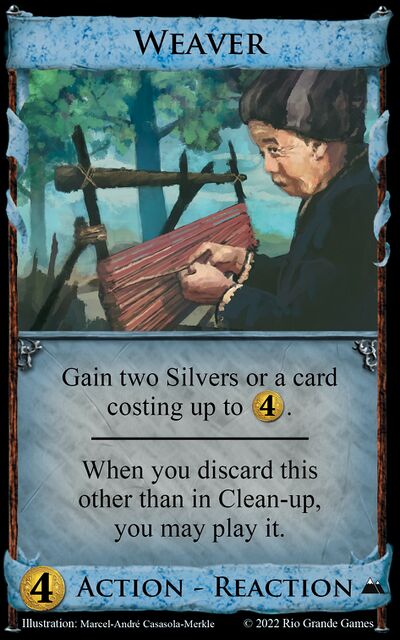 Weaver
Gain two Silvers or a card
costing up to 4.
When you discard this
other than in Clean-up,
you may play it.
4 Action - Reaction
Illustration: Marcel-André Casasola-Merkle © 2022 Rio Grande Games